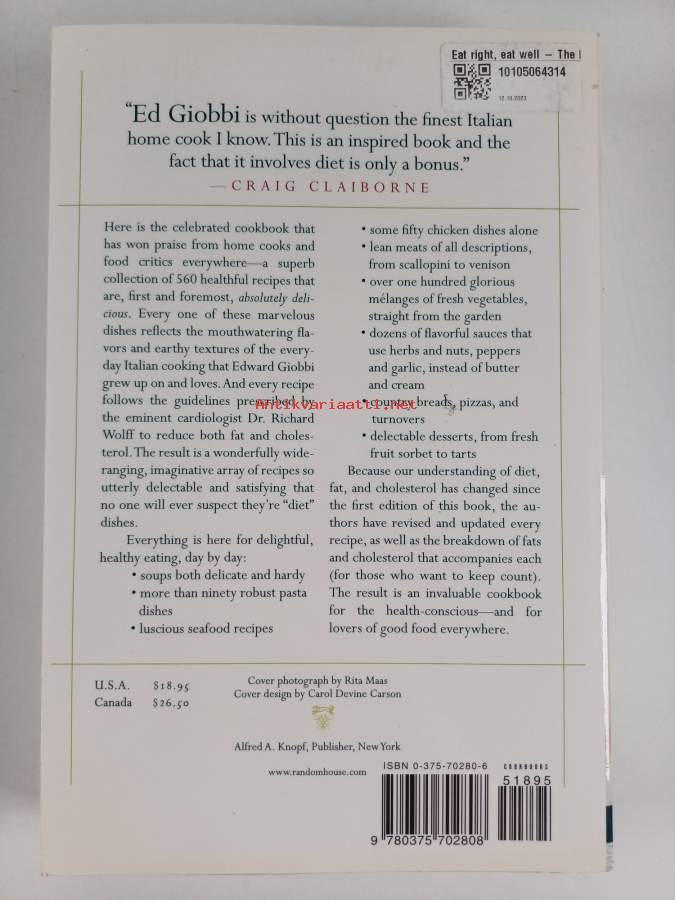 Eat right, eat well – The
10105064314
12.10.2023
“Ed Giobbi is without question the finest Italian
home cook I know. This is an inspired book and the
fact that it involves diet is only a bonus.”
—CRAIG CLAIBORNE
Here is the celebrated cookbook that
has won praise from home cooks and
food critics everywhere—a superb
collection of 560 healthful recipes that
are, first and foremost, absolutely deli-
cious. Every one of these marvelous
dishes reflects the mouthwatering fla-
vors and earthy textures of the every-
day Italian cooking that Edward Giobbi
grew up on and loves. And every recipe
follows the guidelines prescribed by
the eminent cardiologist Dr. Richard
Wolff to reduce both fat and choles-
terol. The result is a wonderfully wide-
ranging, imaginative array of recipes so
utterly delectable and satisfying that
no one will ever suspect they’re “diet”
dishes.
Everything is here for delightful,
healthy eating, day by day:
• soups both delicate and hardy
• more than ninety robust pasta
dishes
• luscious seafood recipes
• some fifty chicken dishes alone
• lean meats of all descriptions,
from scallopini to venison
• over one hundred glorious
mélanges of fresh vegetables,
straight from the garden
• dozens of flavorful sauces that
use herbs and nuts, peppers
and garlic, instead of butter
and cream
• country breads, pizzas, and
turnovers
• delectable desserts, from fresh
fruit sorbet to tarts
Because our understanding of diet,
fat, and cholesterol has changed since
the first edition of this book, the au-
thors have revised and updated every
recipe, as well as the breakdown of fats
and cholesterol that accompanies each
(for those who want to keep count).
The result is an invaluable cookbook
for the health-conscious—and for
lovers of good food everywhere.
Antikvariaatti.net
U.S.A. $18.95
Canada $26.50
Cover photograph by Rita Maas
Cover design by Carol Devine Carson
Alfred A. Knopf, Publisher, New York
www.randomhouse.com
ISBN 0-375-70280-6
COOKBOOKS
51895
9 780375 702808